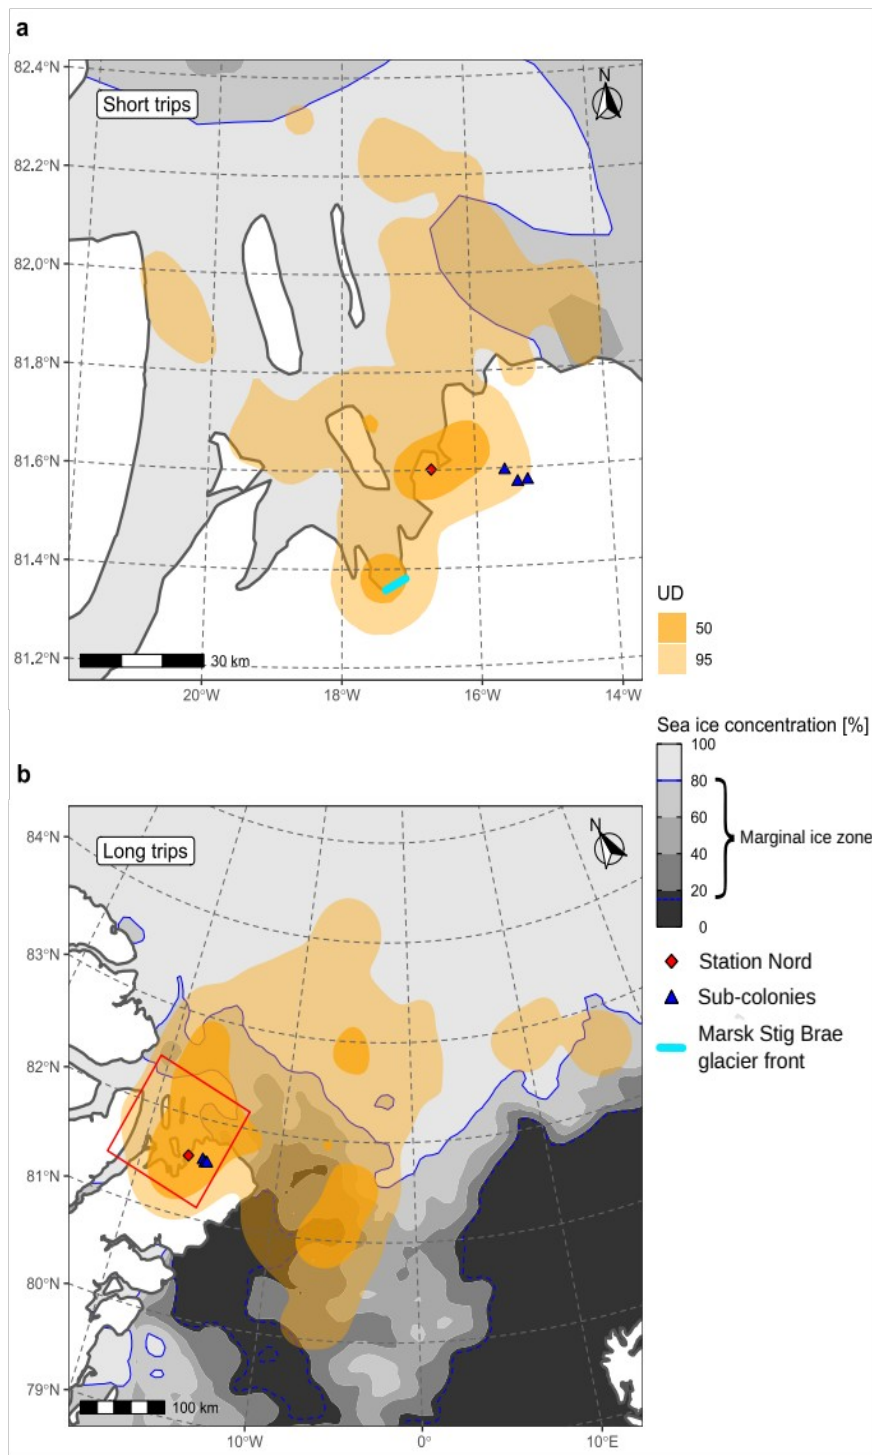 a
Short trips
N
82.4°N
82.2°N
82.0°N
81.8°N
81.6°N
81.4°N
81.2°N
30 km
20°W
18°W
16°W
14°W
UD
50
95
Sea ice concentration [%]
100
80
60
40
20
0
Marginal ice zone
Station Nord
Sub-colonies
Marsk Stig Brae
glacier front
b
Long trips
N
84°N
83°N
82°N
81°N
80°N
79°N
100 km
10°W
0°
10°E